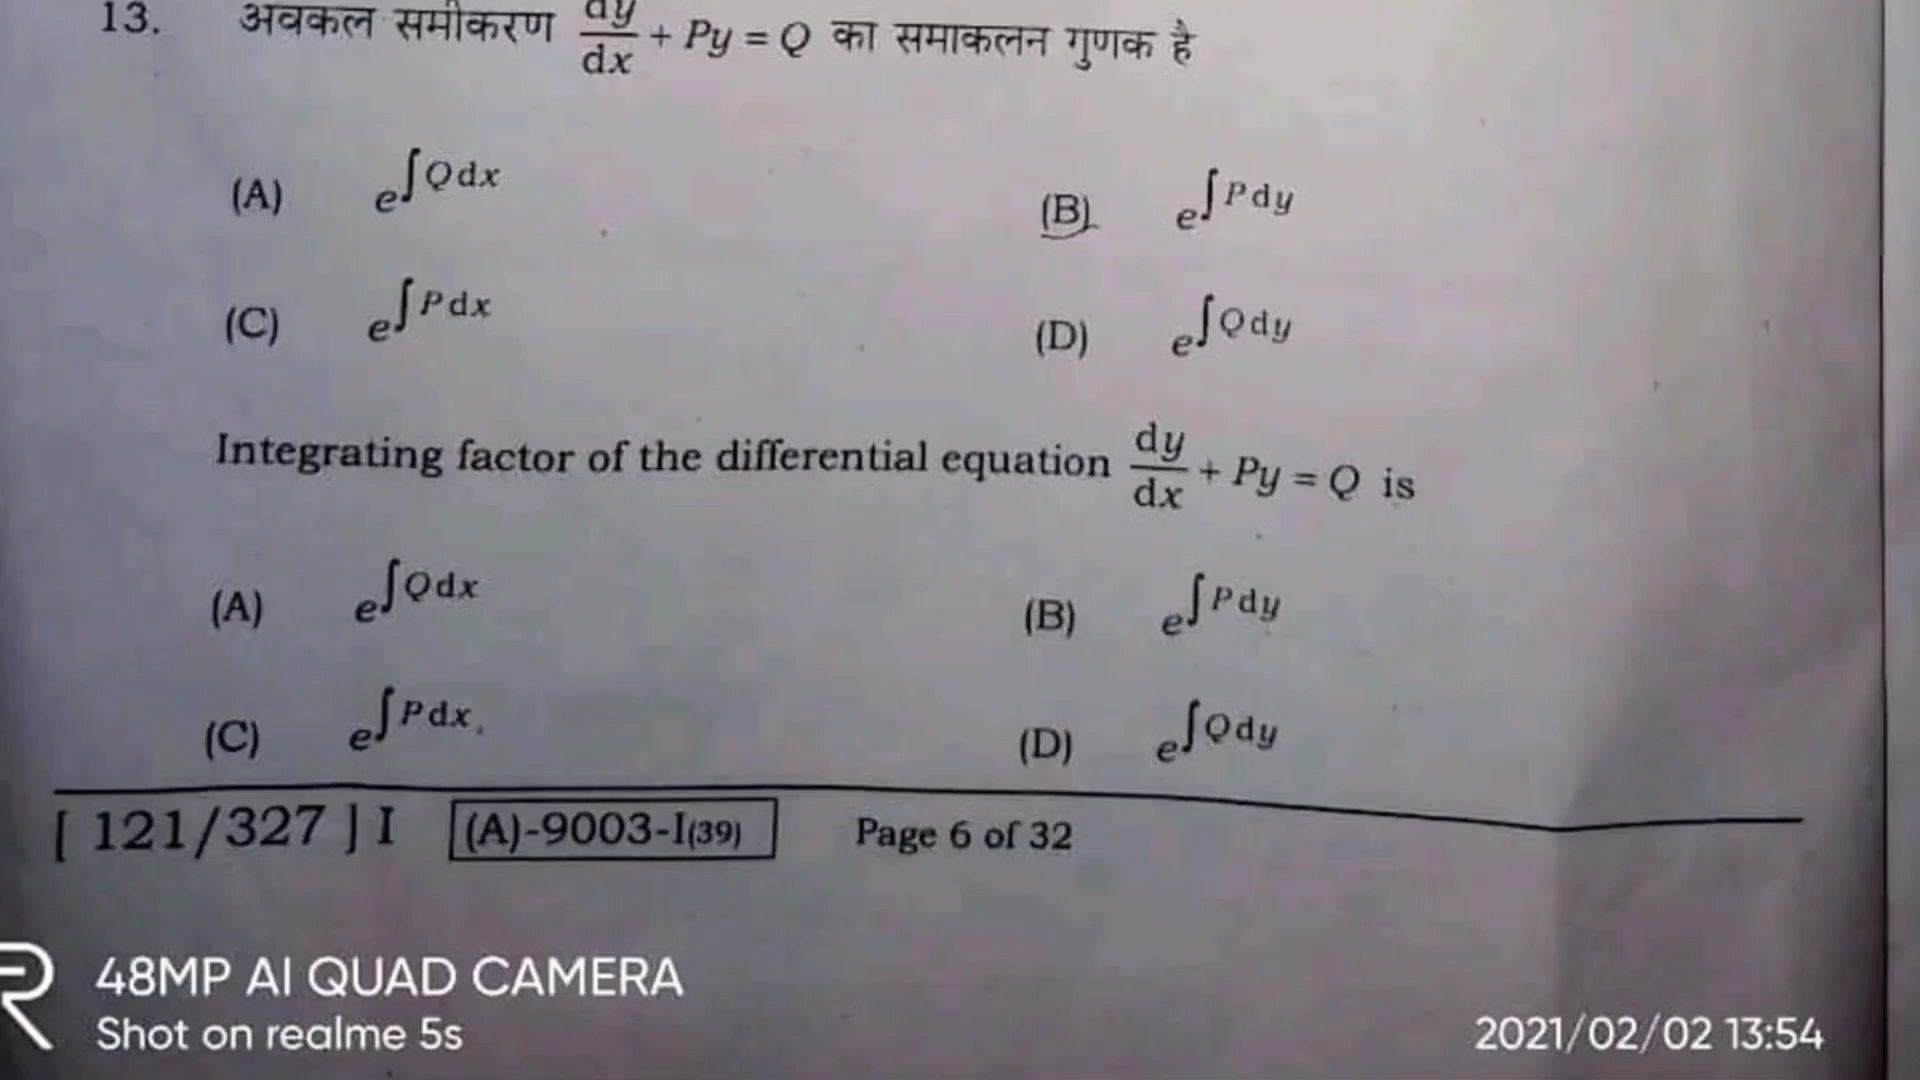 13. अवकल समीकरण dy/dx + Py = Q का समाकलन गुणक है
(A) e^∫Qdx (B) e^∫Pdy
(C) e^∫Pdx (D) e^∫Qdy
Integrating factor of the differential equation dy/dx + Py = Q is
(A) e^∫Qdx (B) e^∫Pdy
(C) e^∫Pdx. (D) e^∫Qdy
[ 121/327 ] I (A)-9003-I(39) Page 6 of 32
48MP AI QUAD CAMERA
Shot on realme 5s
2021/02/02 13:54